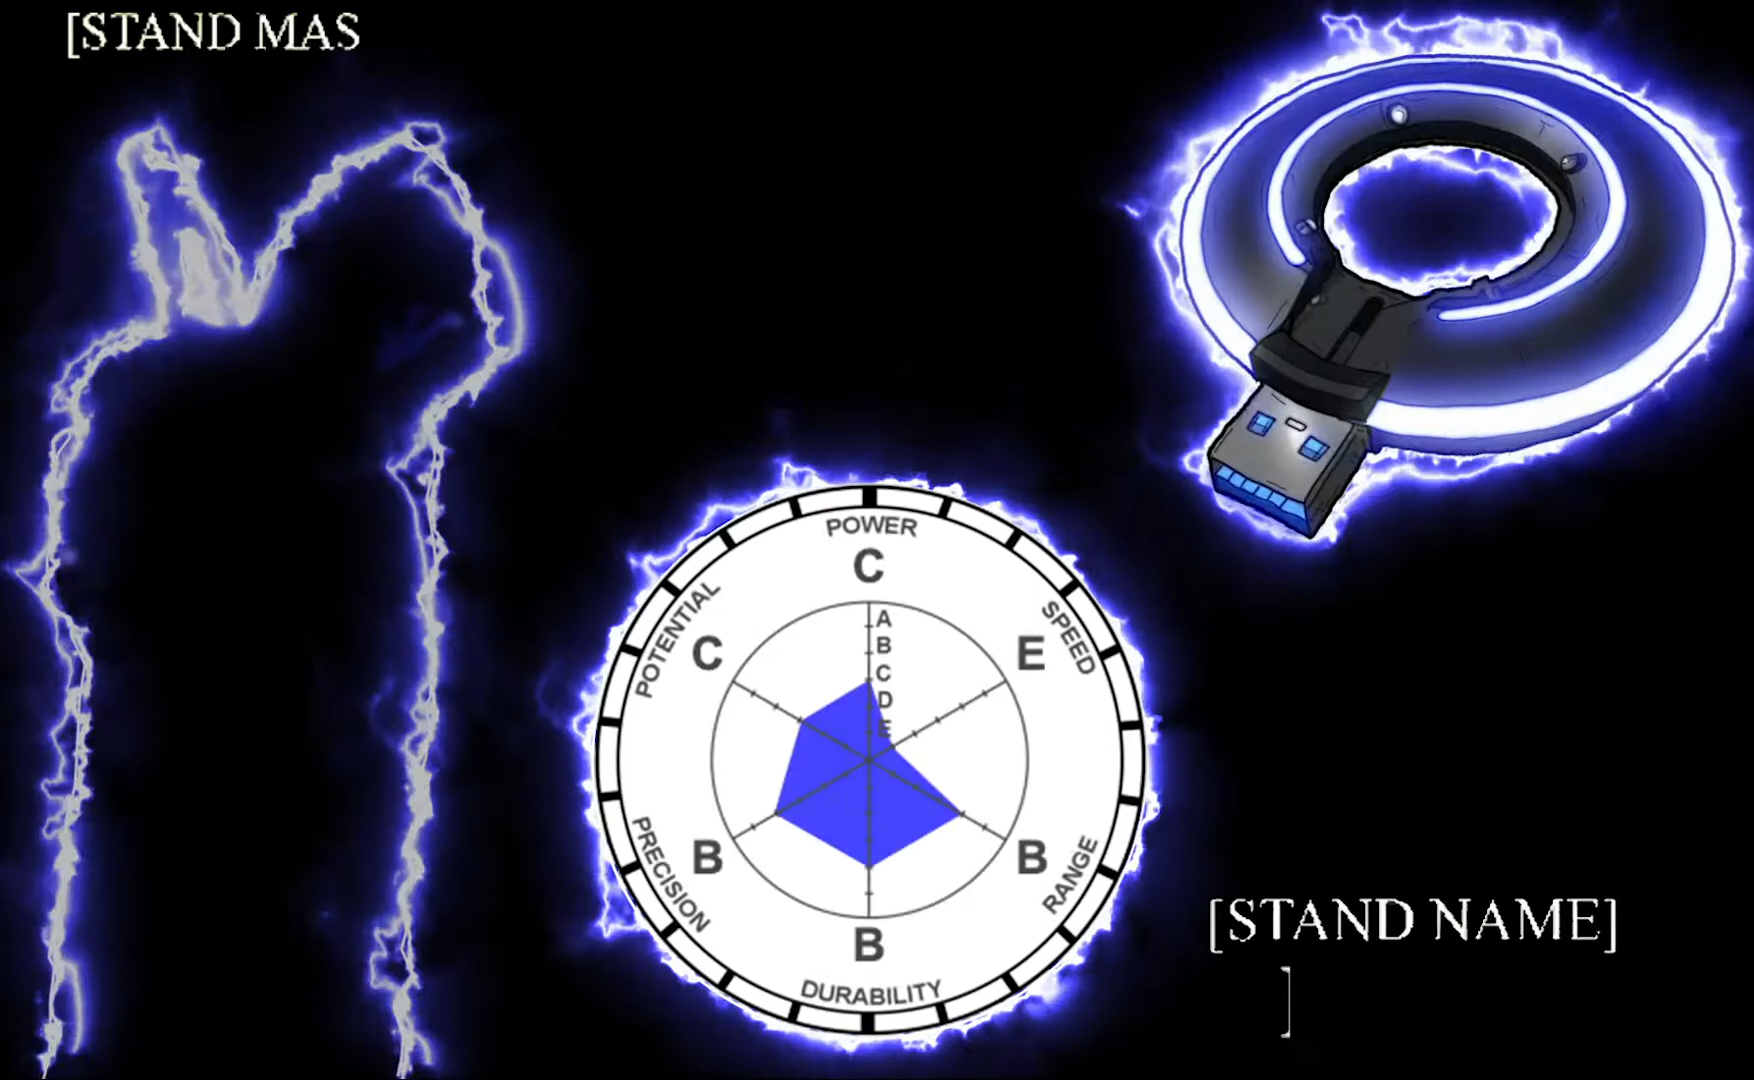 [STAND MAS
POWER
C
POTENTIAL
C
SPEED
E
A
B
C
D
E
PRECISION
B
RANGE
B
B
DURABILITY
[STAND NAME]
]